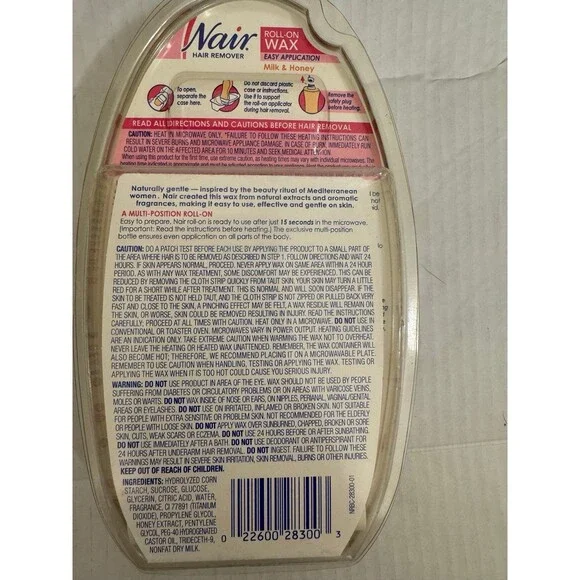 Nair
HAIR REMOVER
ROLL-ON
WAX
EASY APPLICATION
Milk & Honey
To open,
separate the
case here.
Do not discard plastic
case or instructions.
Use it to support
the roll-on applicator
during hair removal.
Remove the
safety plug
before heating.
READ ALL DIRECTIONS AND CAUTIONS BEFORE HAIR REMOVAL
CAUTION: HEAT IN MICROWAVE ONLY. *FAILURE TO FOLLOW THESE HEATING INSTRUCTIONS CAN
RESULT IN SEVERE BURNS AND MICROWAVE APPLIANCE DAMAGE. IN CASE OF BURN, IMMEDIATELY RUN
COLD WATER ON THE AFFECTED AREA FOR 10 MINUTES AND SEEK MEDICAL ATTENTION.
When using this product for the first time, use extreme caution, as heating times may vary with individual microwaves. The
Naturally gentle – inspired by the beauty ritual of Mediterranean
women. Nair created this wax from natural extracts and aromatic
fragrances, making it easy to use, effective and gentle on skin.
A MULTI-POSITION ROLL-ON
Easy to prepare, Nair roll-on is ready to use after just 15 seconds in the microwave.
(Important: Read the instructions before heating.) The exclusive multi-position
bottle ensures even application on all parts of the body.
CAUTION: DO A PATCH TEST BEFORE EACH USE BY APPLYING THE PRODUCT TO A SMALL PART OF
THE AREA WHERE HAIR IS TO BE REMOVED AS DESCRIBED IN STEP 1. FOLLOW DIRECTIONS AND WAIT 24
HOURS. IF SKIN APPEARS NORMAL, PROCEED. NEVER APPLY WAX ON SAME AREA WITHIN A 24 HOUR
PERIOD. AS WITH ANY WAX TREATMENT, SOME DISCOMFORT MAY BE EXPERIENCED. THIS CAN BE
REDUCED BY REMOVING THE CLOTH STRIP QUICKLY FROM TAUT SKIN. YOUR SKIN MAY TURN A LITTLE
RED FOR A SHORT WHILE AFTER TREATMENT. THIS IS NORMAL AND WILL SOON DISAPPEAR. IF THE
SKIN TO BE TREATED IS NOT HELD TAUT, AND THE CLOTH STRIP IS NOT ZIPPED OR PULLED BACK VERY
FAST AND CLOSE TO THE SKIN, A PINCHING EFFECT MAY BE FELT, A WAX RESIDUE WILL REMAIN ON
THE SKIN, OR WORSE, SKIN COULD BE REMOVED RESULTING IN INJURY. READ THE INSTRUCTIONS
CAREFULLY; PROCEED AT ALL TIMES WITH CAUTION. HEAT ONLY IN A MICROWAVE. DO NOT USE IN
CONVENTIONAL OR TOASTER OVEN. MICROWAVES VARY IN POWER OUTPUT. HEATING GUIDELINES
ARE AN INDICATION ONLY. TAKE EXTREME CAUTION WHEN WARMING THE WAX NOT TO OVERHEAT.
NEVER LEAVE THE HEATING OR HEATED WAX UNATTENDED. REMEMBER, THE WAX CONTAINER WILL
ALSO BECOME HOT; THEREFORE, WE RECOMMEND PLACING IT ON A MICROWAVABLE PLATE.
REMEMBER TO USE CAUTION WHEN HANDLING, TESTING OR APPLYING THE WAX. TESTING OR
APPLYING THE WAX WHEN IT IS TOO HOT COULD CAUSE YOU SERIOUS INJURY.
WARNING: DO NOT USE PRODUCT IN AREA OF THE EYE. WAX SHOULD NOT BE USED BY PEOPLE
SUFFERING FROM DIABETES OR CIRCULATORY PROBLEMS OR ON AREAS WITH VARICOSE VEINS,
MOLES OR WARTS. DO NOT WAX INSIDE OF NOSE OR EARS, ON NIPPLES, PERIANAL, VAGINAL/GENITAL
AREAS OR EYELASHES. DO NOT USE ON IRRITATED, INFLAMED OR BROKEN SKIN. NOT SUITABLE
FOR PEOPLE WITH EXTRA SENSITIVE OR PROBLEM SKIN. NOT RECOMMENDED FOR THE ELDERLY
OR PEOPLE WITH LOOSE SKIN. DO NOT APPLY WAX OVER SUNBURNED, CHAPPED, BROKEN OR SORE
SKIN, CUTS, WEAK SCARS OR ECZEMA. DO NOT USE 24 HOURS BEFORE OR AFTER SUNBATHING.
DO NOT USE IMMEDIATELY AFTER A BATH. DO NOT USE DEODORANT OR ANTIPERSPIRANT FOR
24 HOURS AFTER UNDERARM HAIR REMOVAL. DO NOT INGEST. FAILURE TO FOLLOW THESE
WARNINGS MAY RESULT IN SEVERE SKIN IRRITATION, SKIN REMOVAL, BURNS OR OTHER INJURIES.
KEEP OUT OF REACH OF CHILDREN.
INGREDIENTS: HYDROLYZED CORN
STARCH, SUCROSE, GLUCOSE,
GLYCERIN, CITRIC ACID, WATER,
FRAGRANCE, CI 77891 (TITANIUM
DIOXIDE), PROPYLENE GLYCOL,
HONEY EXTRACT, PENTYLENE
GLYCOL, PEG-40 HYDROGENATED
CASTOR OIL, TRIDECETH-9,
NONFAT DRY MILK.
NRBC-28300-01
0 22600 28300 3